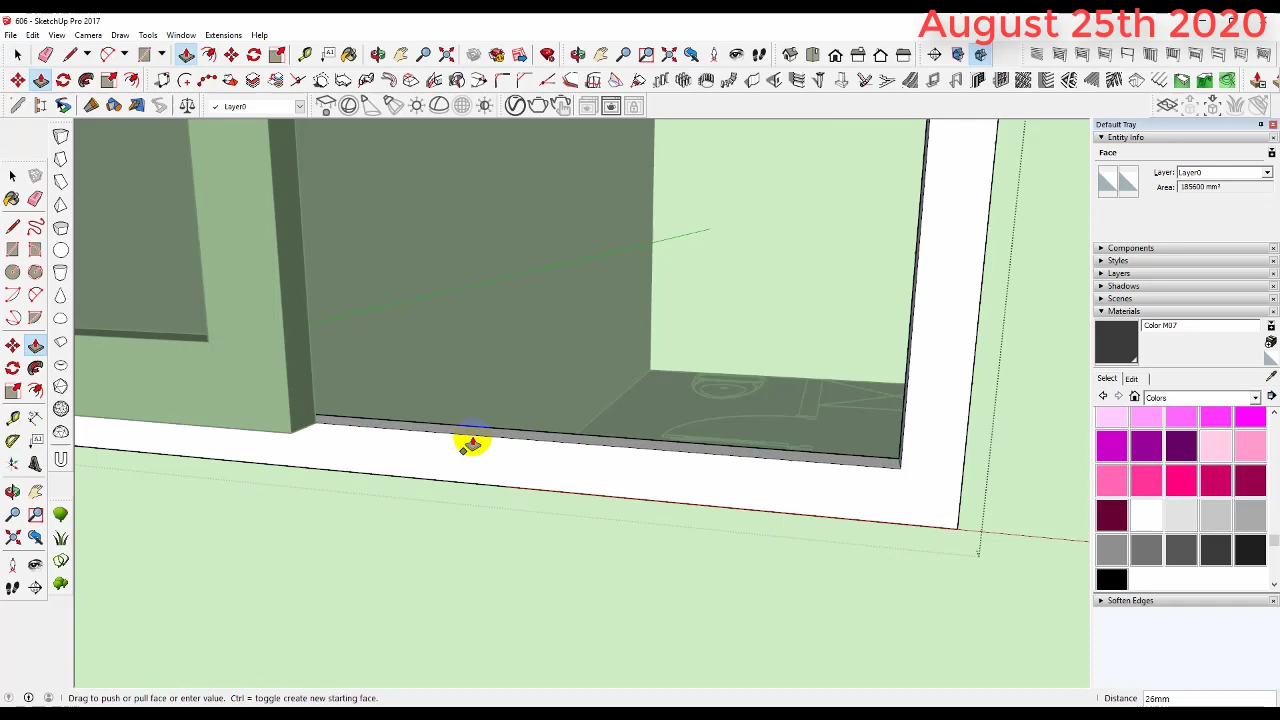 606 - SketchUp Pro 2017
August 25th 2020
File Edit View Camera Draw Tools Window Extensions Help
Layer0
Default Tray
Entity Info
Face
Layer: Layer0
Area: 185600 mm²
Components
Styles
Layers
Shadows
Scenes
Materials
Color M07
Select Edit
Colors
Soften Edges
Drag to push or pull face or enter value. Ctrl = toggle create new starting face.
Distance 26mm